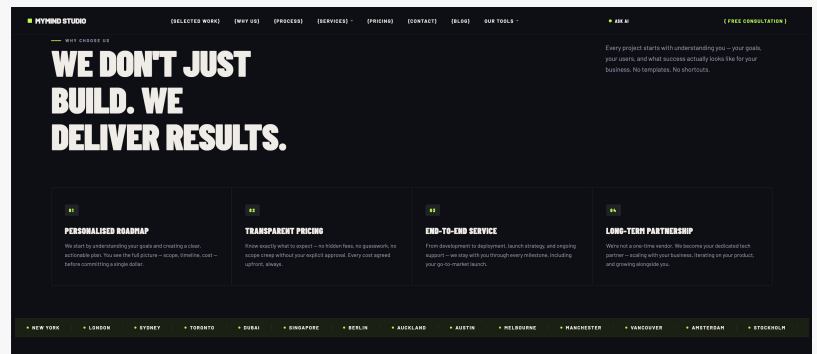 MYMIND STUDIO
{SELECTED WORK} {WHY US} {PROCESS} {SERVICES} {PRICING} {CONTACT} {BLOG} OUR TOOLS
ASK AI
{ FREE CONSULTATION }
WHY CHOOSE US
WE DON'T JUST
BUILD. WE
DELIVER RESULTS.
Every project starts with understanding you — your goals,
your users, and what success actually looks like for your
business. No templates. No shortcuts.
01
PERSONALISED ROADMAP
We start by understanding your goals and creating a clear,
actionable plan. You see the full picture — scope, timeline, cost —
before committing a single dollar.
02
TRANSPARENT PRICING
Know exactly what to expect — no hidden fees, no guesswork, no
scope creep without your explicit approval. Every cost agreed
upfront, always.
03
END-TO-END SERVICE
From development to deployment, launch strategy, and ongoing
support — we stay with you through every milestone, including
your go-to-market launch.
04
LONG-TERM PARTNERSHIP
We're not a one-time vendor. We become your dedicated tech
partner — scaling with your business, iterating on your product,
and growing alongside you.
NEW YORK LONDON SYDNEY TORONTO DUBAI SINGAPORE BERLIN AUCKLAND AUSTIN MELBOURNE MANCHESTER VANCOUVER AMSTERDAM STOCKHOLM